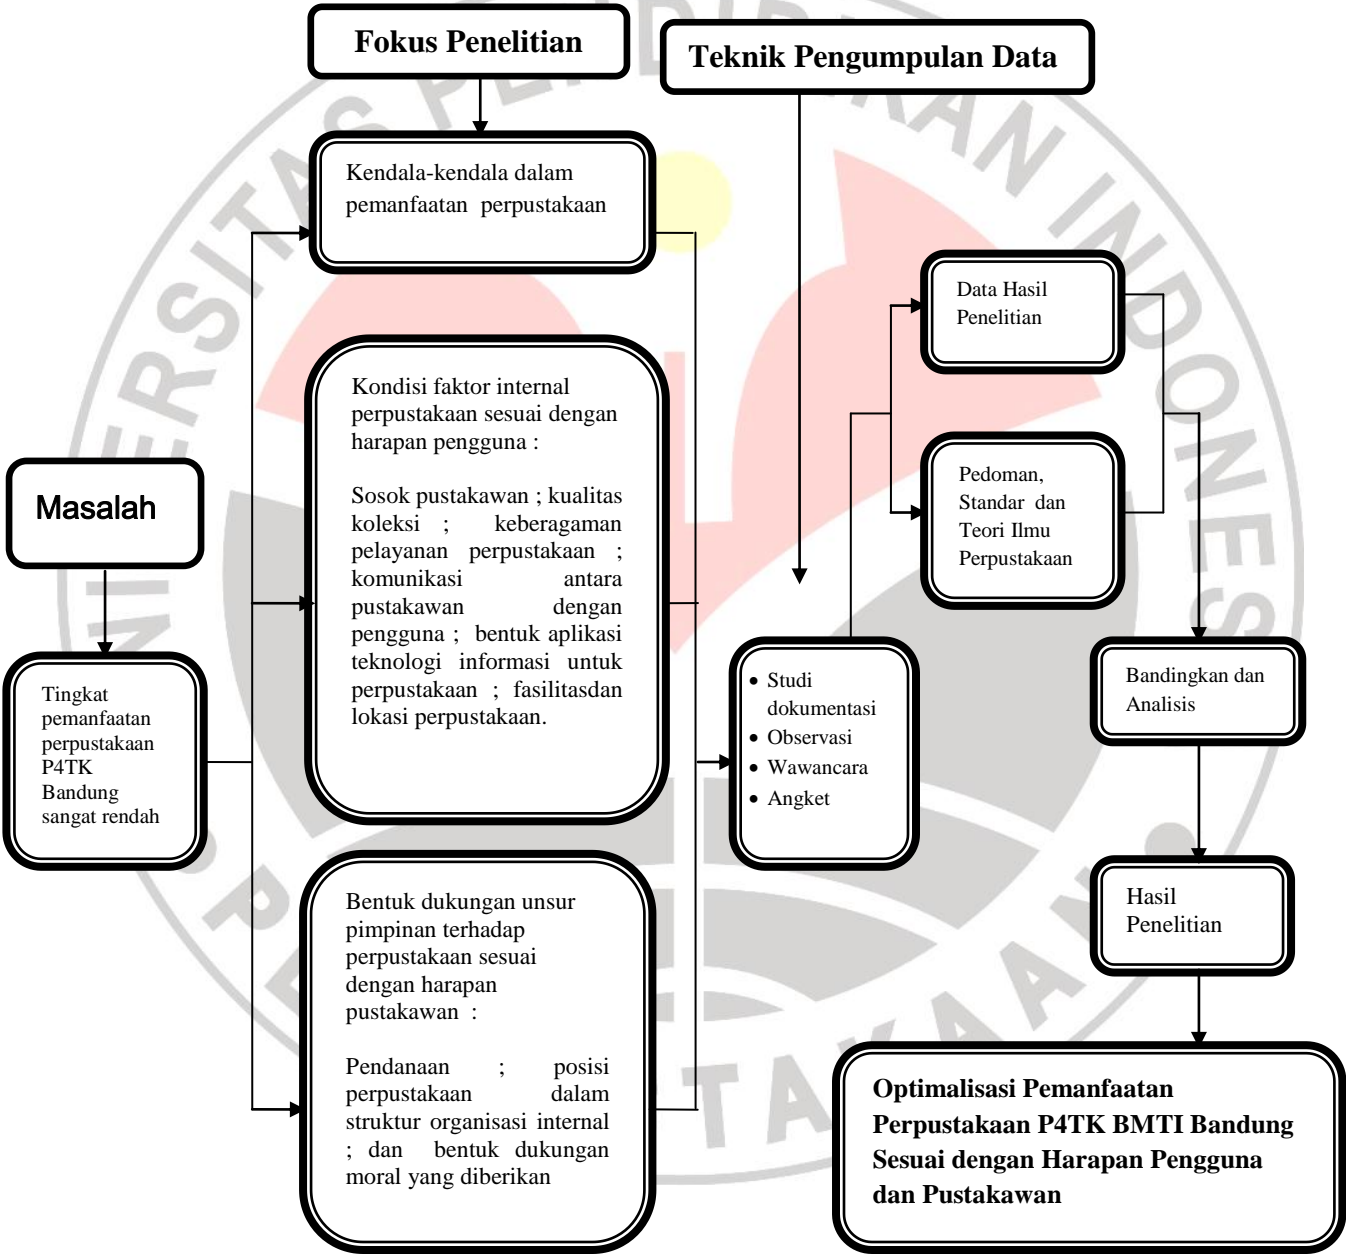 Fokus Penelitian
Teknik Pengumpulan Data
Kendala-kendala dalam
pemanfaatan perpustakaan
Kondisi faktor internal
perpustakaan sesuai dengan
harapan pengguna :
Sosok pustakawan ; kualitas
koleksi ; keberagaman
pelayanan perpustakaan ;
komunikasi antara
pustakawan dengan
pengguna ; bentuk aplikasi
teknologi informasi untuk
perpustakaan ; fasilitasdan
lokasi perpustakaan.
Masalah
Tingkat
pemanfaatan
perpustakaan
P4TK
Bandung
sangat rendah
Bentuk dukungan unsur
pimpinan terhadap
perpustakaan sesuai
dengan harapan
pustakawan :
Pendanaan ; posisi
perpustakaan dalam
struktur organisasi internal
; dan bentuk dukungan
moral yang diberikan
• Studi
dokumentasi
• Observasi
• Wawancara
• Angket
Data Hasil
Penelitian
Pedoman,
Standar dan
Teori Ilmu
Perpustakaan
Bandingkan dan
Analisis
Hasil
Penelitian
Optimalisasi Pemanfaatan
Perpustakaan P4TK BMTI Bandung
Sesuai dengan Harapan Pengguna
dan Pustakawan